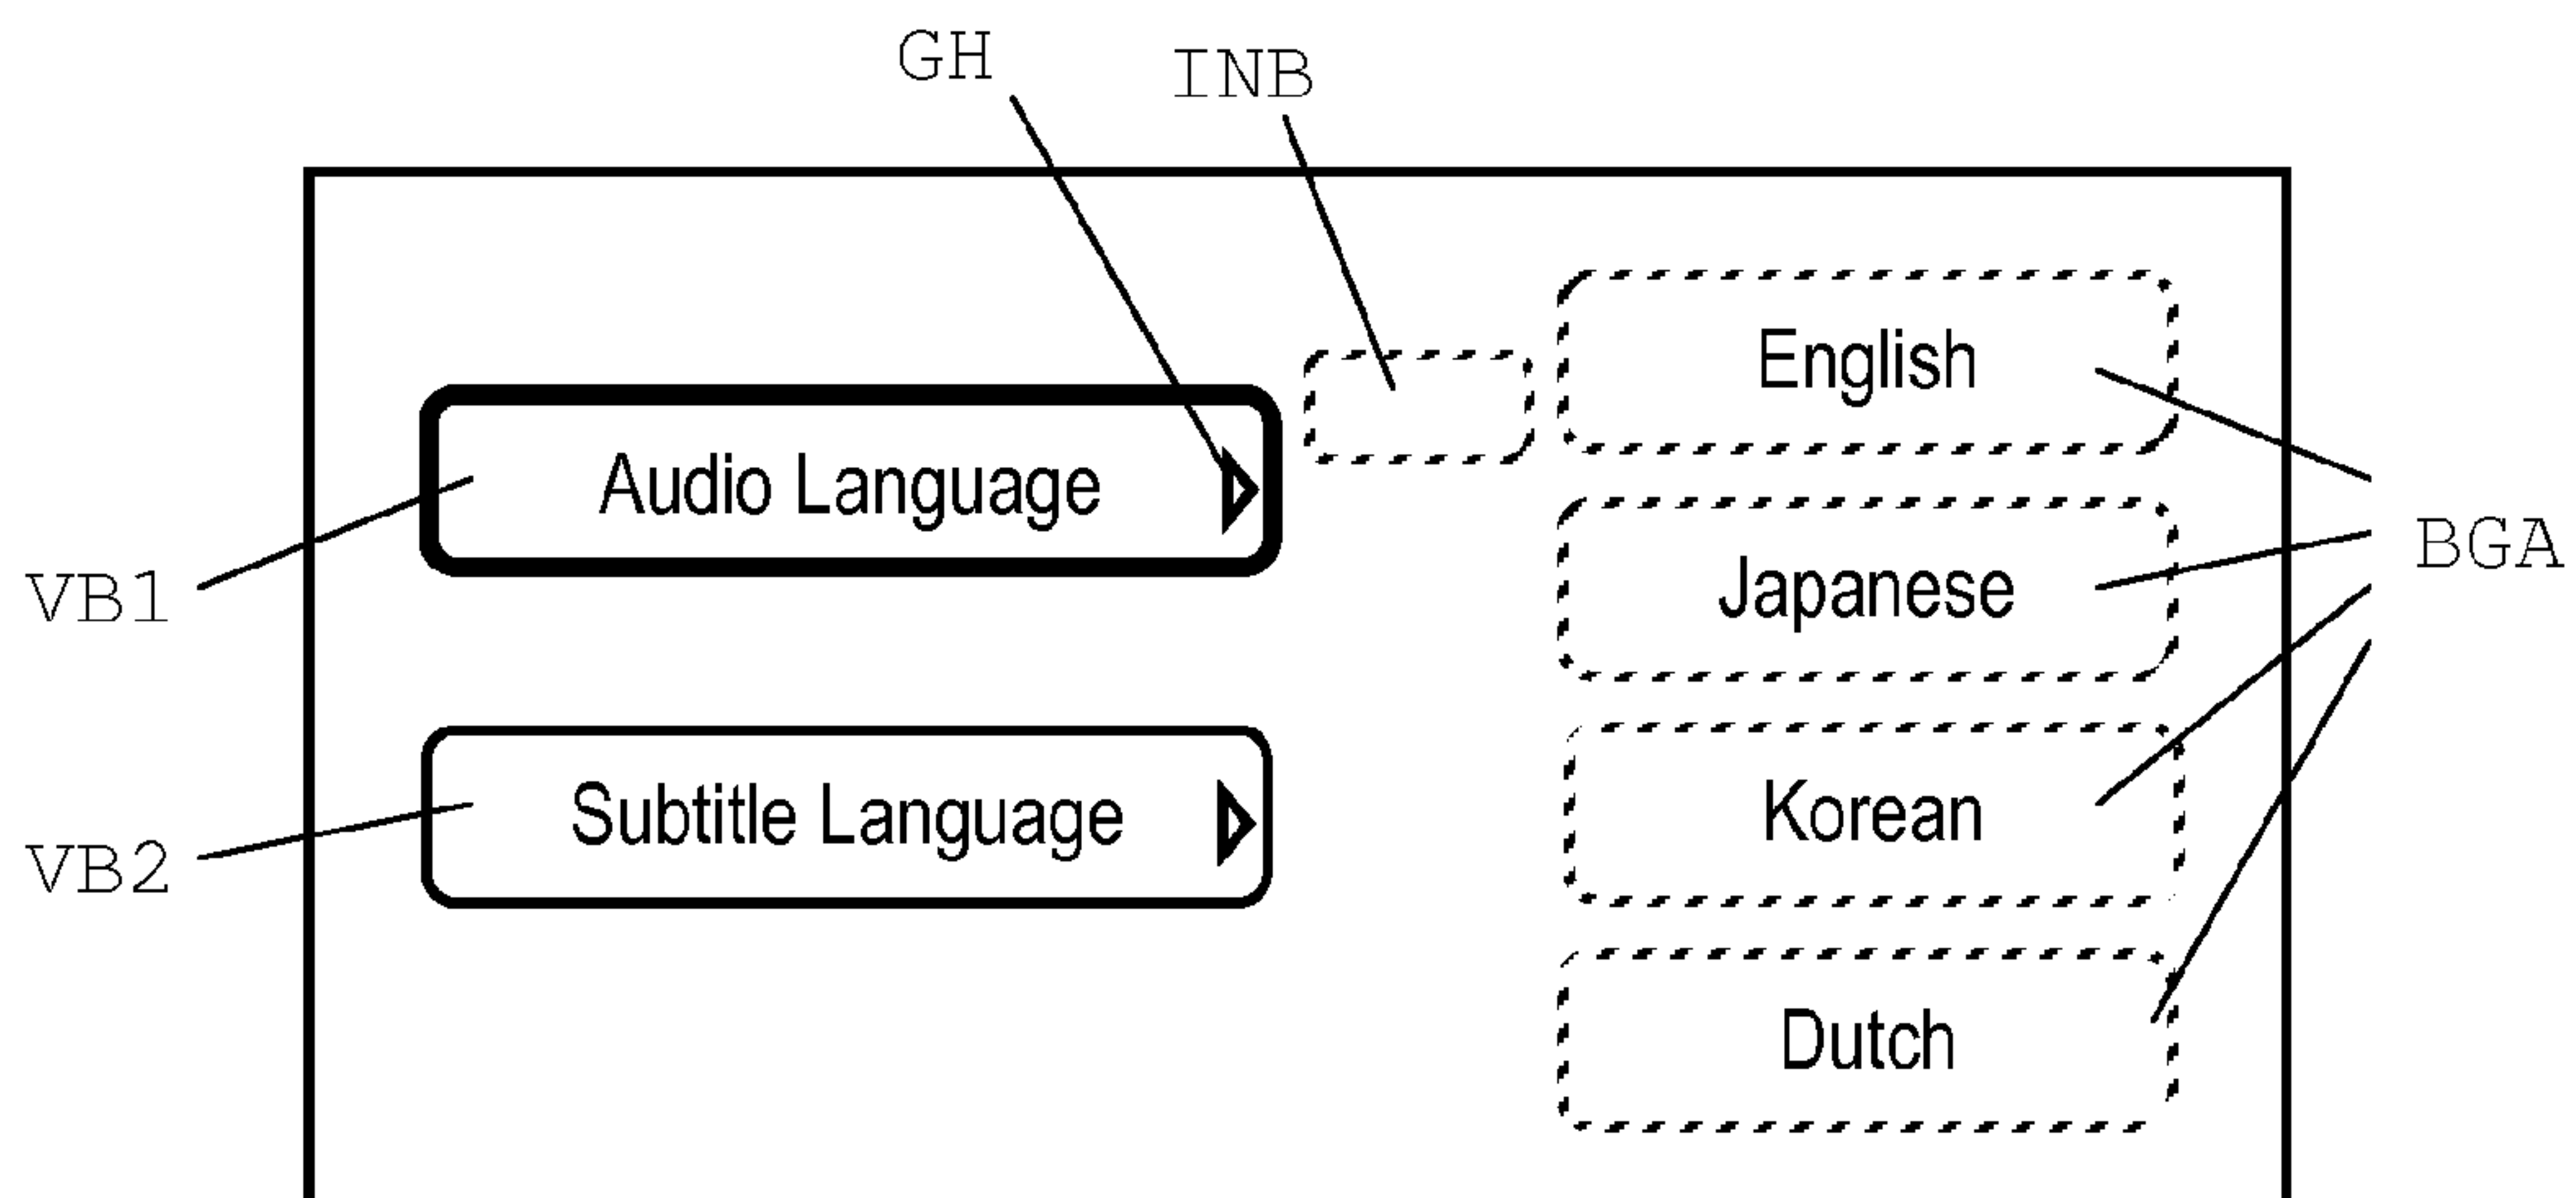 GH
INB
English
Audio Language
Japanese
BGA
VB1
Subtitle Language
Korean
VB2
Dutch